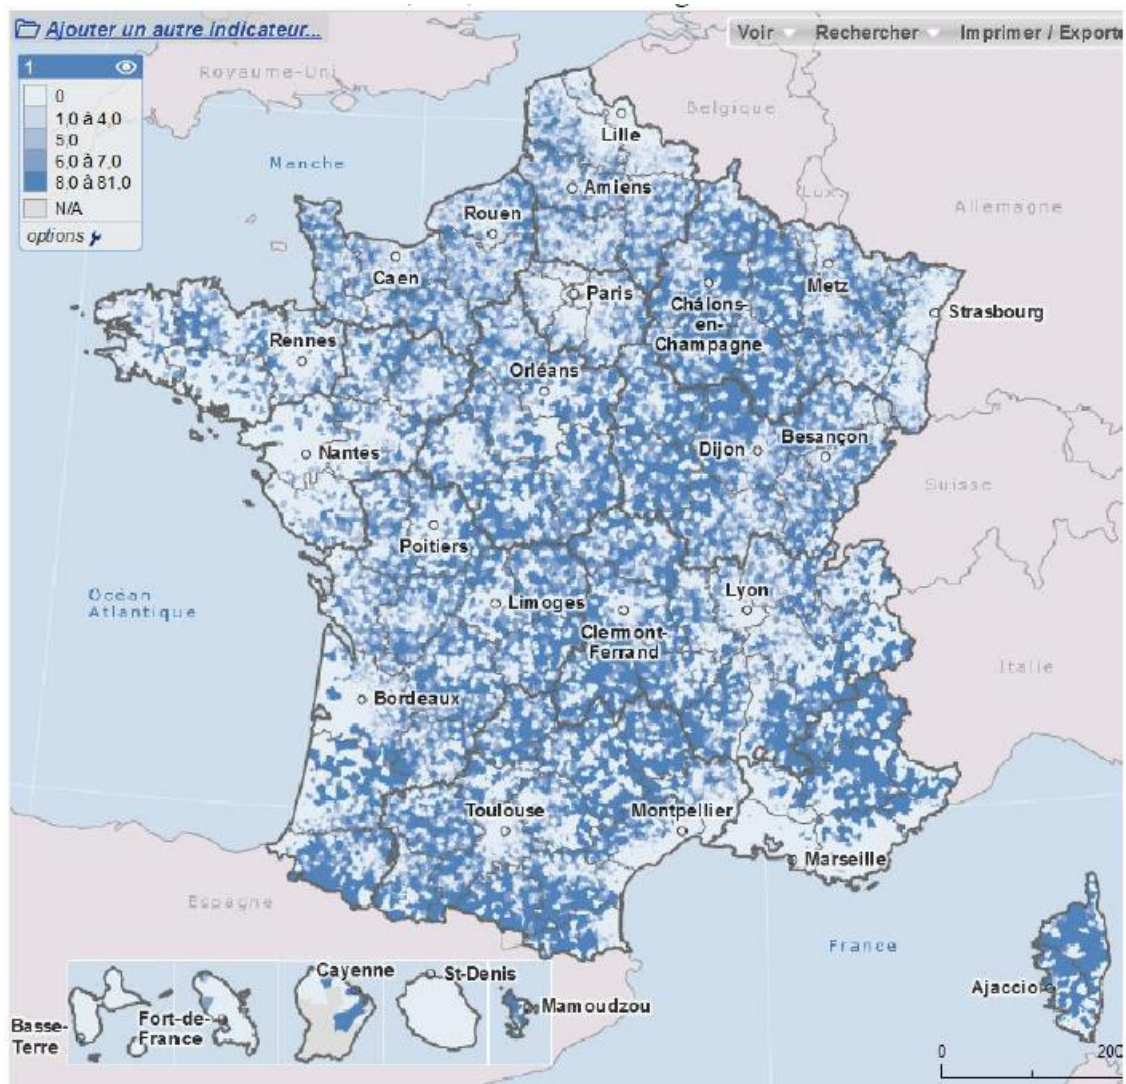 Ajouter un autre indicateur...
Voir
Rechercher
Imprimer / Exporte
1
0
1,0 à 4,0
5,0
6,0 à 7,0
8,0 à 81,0
N/A
options
Royaume-Uni
Belgique
Lille
Manche
Amiens
Lux.
Allemagne
Rouen
Caen
Paris
Metz
Châlons-
en-
Champagne
Strasbourg
Rennes
Orléans
Nantes
Dijon
Besançon
Suisse
Poitiers
Océan
Atlantique
Limoges
Lyon
Clermont-
Ferrand
Italie
Bordeaux
Toulouse
Montpellier
Marseille
Espagne
France
Cayenne
St-Denis
Ajaccio
Mamoudzou
Basse-
Terre
Fort-de-
France
0
200